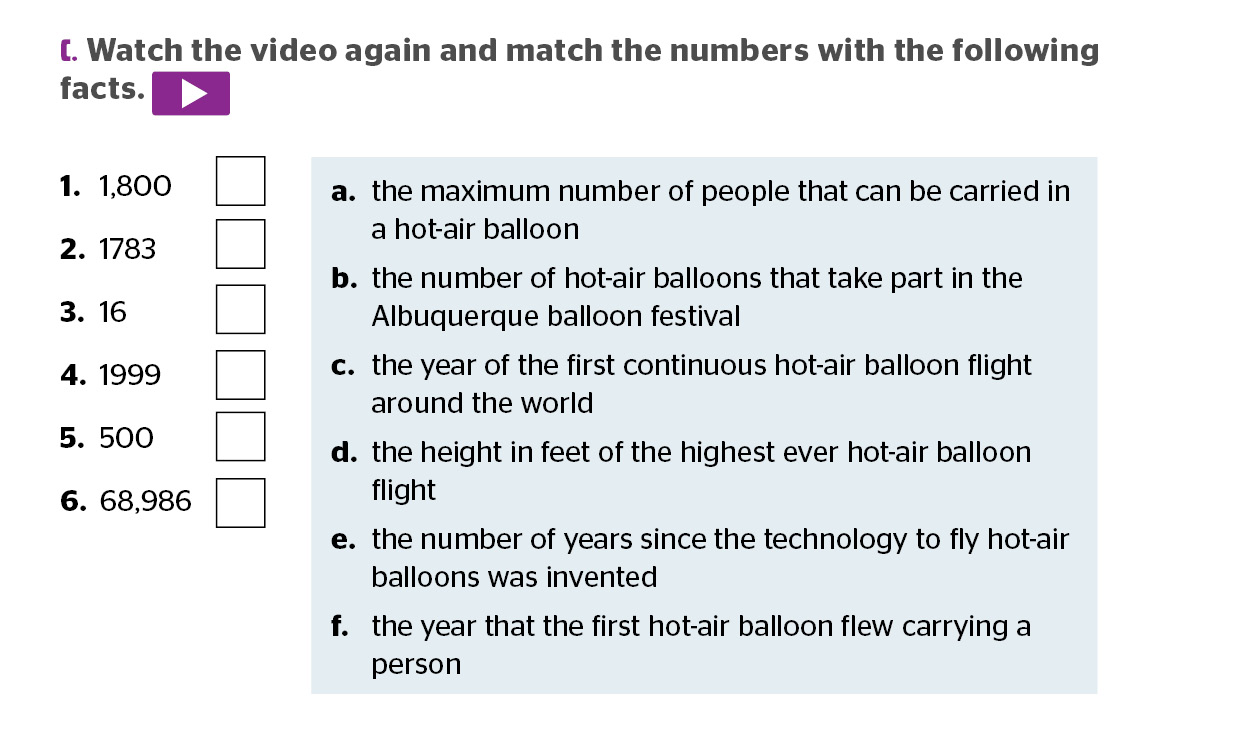 C. Watch the video again and match the numbers with the following
facts.
1. 1,800
2. 1783
3. 16
4. 1999
5. 500
6. 68,986
a. the maximum number of people that can be carried in
a hot-air balloon
b. the number of hot-air balloons that take part in the
Albuquerque balloon festival
c. the year of the first continuous hot-air balloon flight
around the world
d. the height in feet of the highest ever hot-air balloon
flight
e. the number of years since the technology to fly hot-air
balloons was invented
f. the year that the first hot-air balloon flew carrying a
person